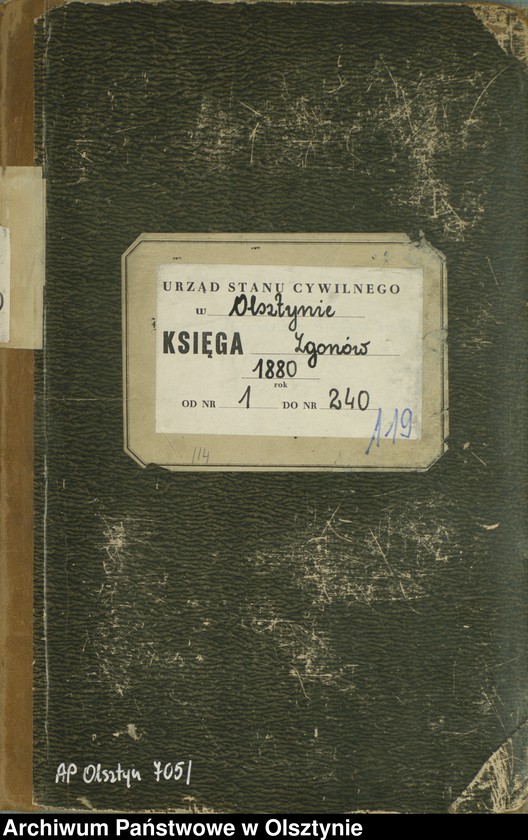 URZĄD STANU CYWILNEGO
w Olsztynie
KSIĘGA Zgonów
1880
rok
OD NR 1 DO NR 240
119
114
AP Olsztyn 705/
Archiwum Państwowe w Olsztynie